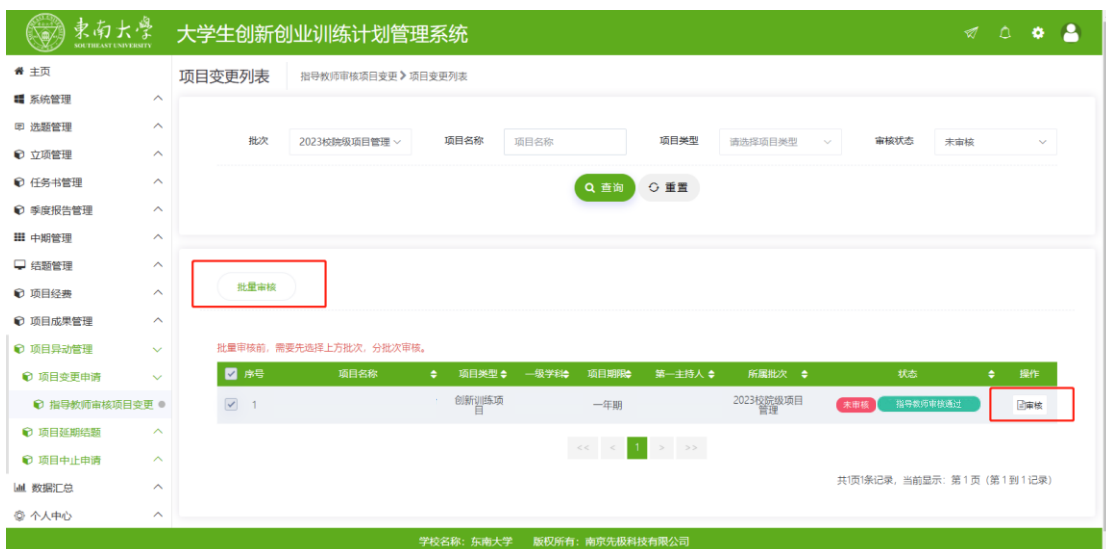 東南大學 大学生创新创业训练计划管理系统
SOUTHEAST UNIVERSITY
主页
系统管理
选题管理
立项管理
任务书管理
季度报告管理
中期管理
结题管理
项目经费
项目成果管理
项目异动管理
项目变更申请
指导教师审核项目变更
项目延期结题
项目中止申请
数据汇总
个人中心
项目变更列表 指导教师审核项目变更 > 项目变更列表
批次 2023校院级项目管理 项目名称 项目名称 项目类型 请选择项目类型 审核状态 未审核
查询 重置
批量审核
批量审核前，需要先选择上方批次，分批次审核。
序号 项目名称 项目类型 一级学科 项目期限 第一主持人 所属批次 状态 操作
1 创新训练项目 一年期 2023校院级项目管理 未审核 指导教师审核通过 审核
<< < 1 > >>
共1页1条记录，当前显示：第1页（第1到1记录）
学校名称：东南大学 版权所有：南京先极科技有限公司